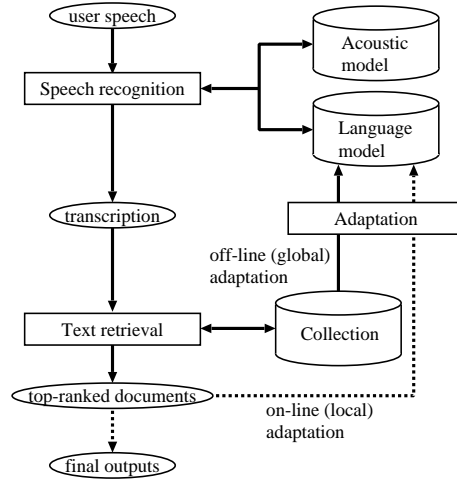 user speech
Acoustic
model
Speech recognition
Language
model
transcription
Adaptation
off-line (global)
adaptation
Text retrieval
Collection
top-ranked documents
on-line (local)
adaptation
final outputs